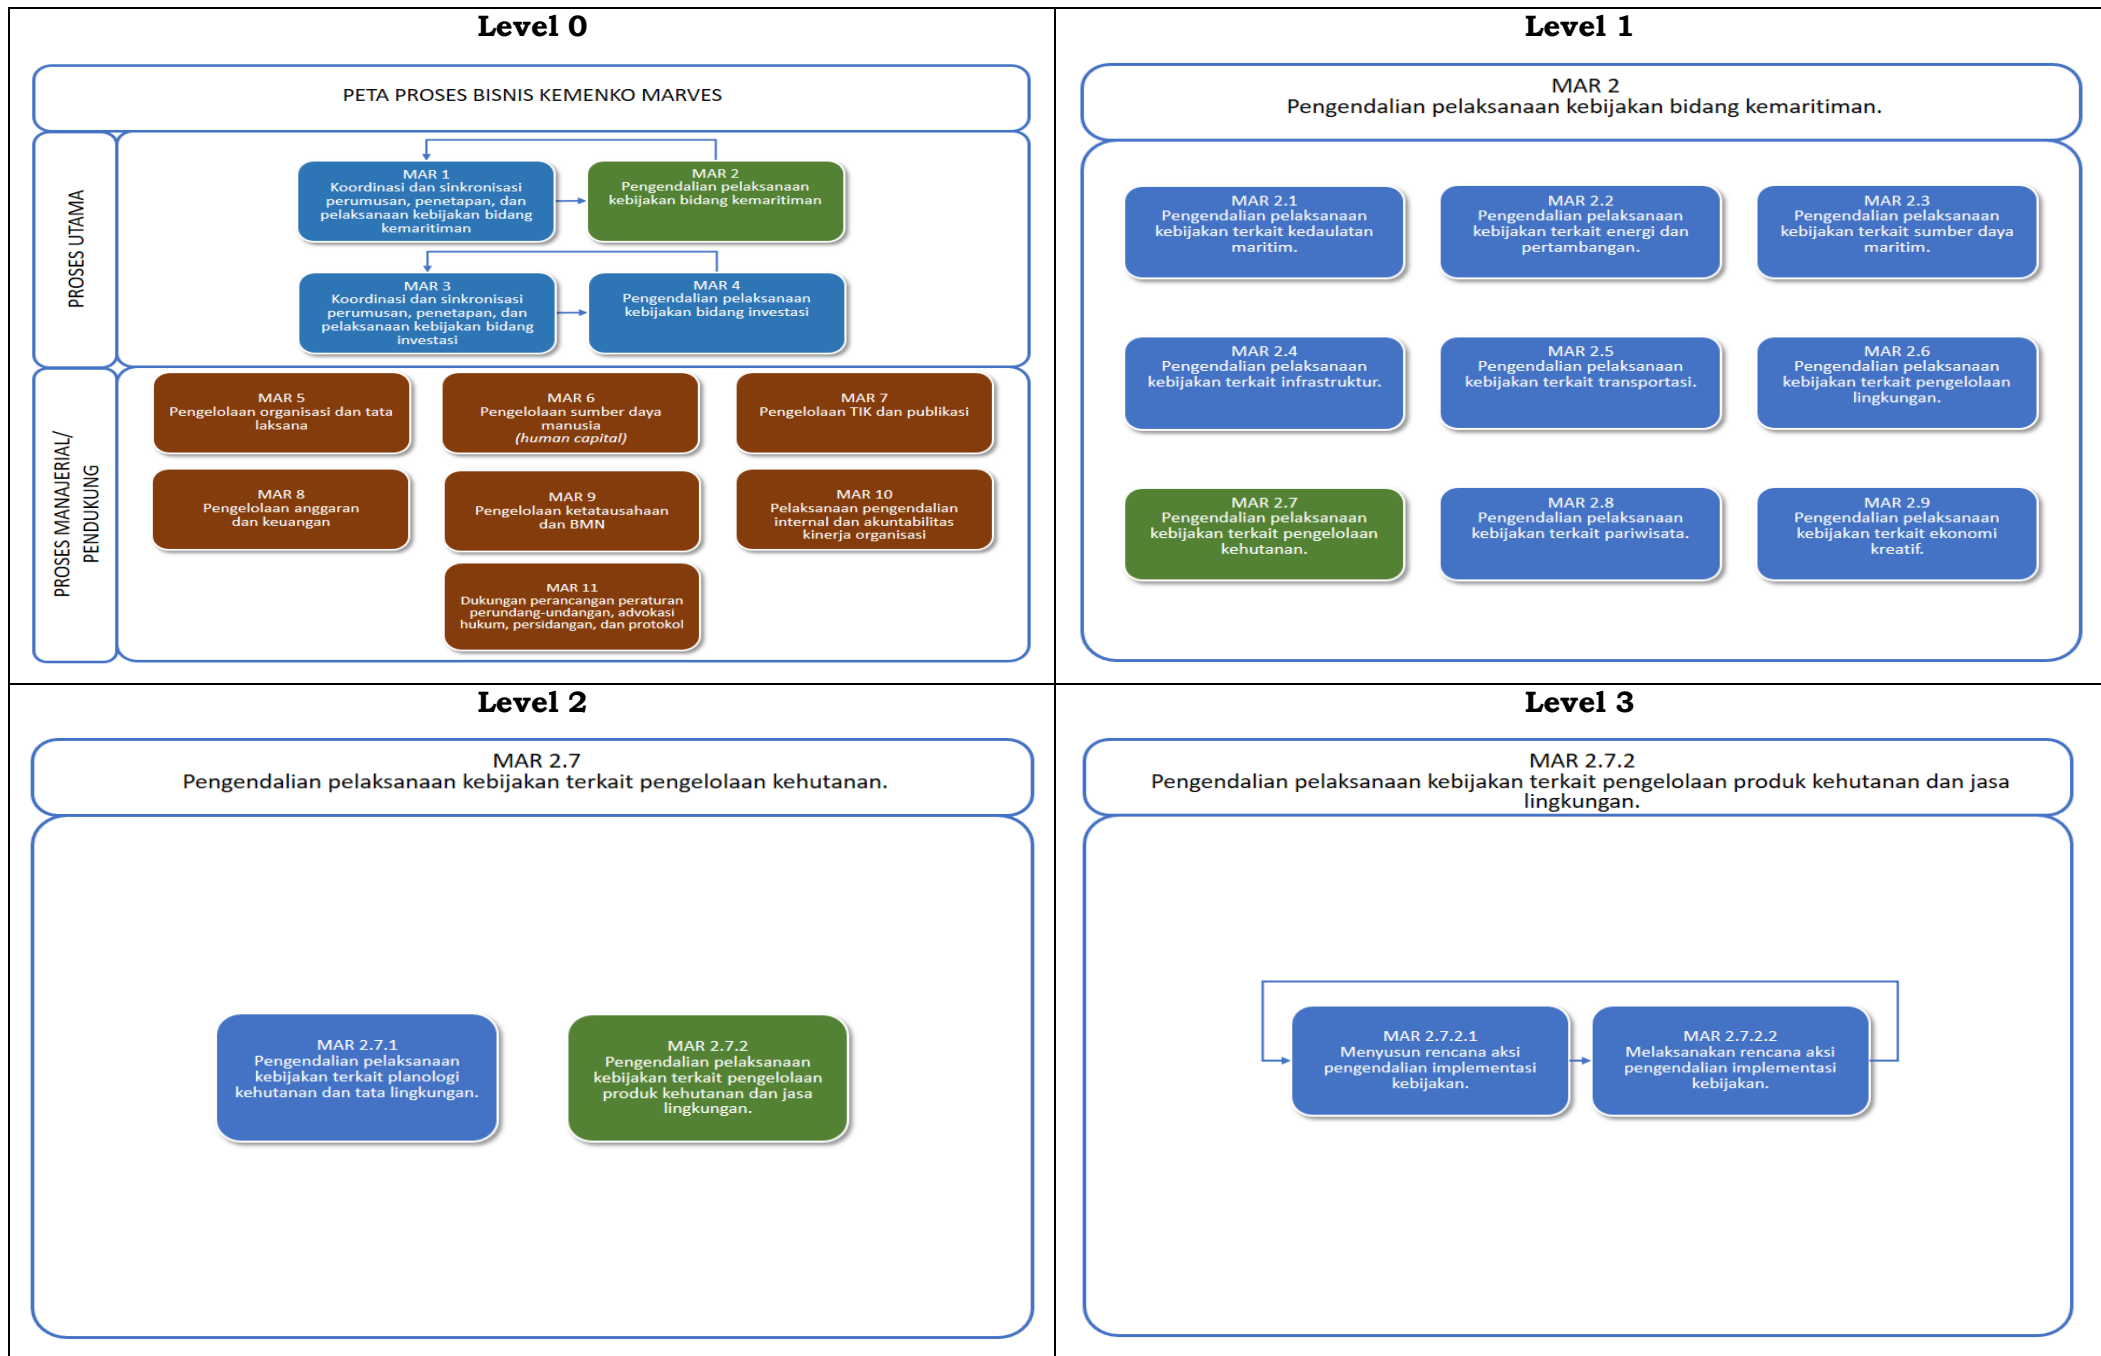 Level 0
PETA PROSES BISNIS KEMENKO MARVES
PROSES UTAMA
MAR 1
Koordinasi dan sinkronisasi
perumusan, penetapan, dan
pelaksanaan kebijakan bidang
kemaritiman
MAR 2
Pengendalian pelaksanaan
kebijakan bidang kemaritiman
MAR 3
Koordinasi dan sinkronisasi
perumusan, penetapan, dan
pelaksanaan kebijakan bidang
investasi
MAR 4
Pengendalian pelaksanaan
kebijakan bidang investasi
PROSES MANAJERIAL/
PENDUKUNG
MAR 5
Pengelolaan organisasi dan tata
laksana
MAR 6
Pengelolaan sumber daya
manusia
(human capital)
MAR 7
Pengelolaan TIK dan publikasi
MAR 8
Pengelolaan anggaran
dan keuangan
MAR 9
Pengelolaan ketatausahaan
dan BMN
MAR 10
Pelaksanaan pengendalian
internal dan akuntabilitas
kinerja organisasi
MAR 11
Dukungan perancangan peraturan
perundang-undangan, advokasi
hukum, persidangan, dan protokol
Level 1
MAR 2
Pengendalian pelaksanaan kebijakan bidang kemaritiman.
MAR 2.1
Pengendalian pelaksanaan
kebijakan terkait kedaulatan
maritim.
MAR 2.2
Pengendalian pelaksanaan
kebijakan terkait energi dan
pertambangan.
MAR 2.3
Pengendalian pelaksanaan
kebijakan terkait sumber daya
maritim.
MAR 2.4
Pengendalian pelaksanaan
kebijakan terkait infrastruktur.
MAR 2.5
Pengendalian pelaksanaan
kebijakan terkait transportasi.
MAR 2.6
Pengendalian pelaksanaan
kebijakan terkait pengelolaan
lingkungan.
MAR 2.7
Pengendalian pelaksanaan
kebijakan terkait pengelolaan
kehutanan.
MAR 2.8
Pengendalian pelaksanaan
kebijakan terkait pariwisata.
MAR 2.9
Pengendalian pelaksanaan
kebijakan terkait ekonomi
kreatif.
Level 2
MAR 2.7
Pengendalian pelaksanaan kebijakan terkait pengelolaan kehutanan.
MAR 2.7.1
Pengendalian pelaksanaan
kebijakan terkait planologi
kehutanan dan tata lingkungan.
MAR 2.7.2
Pengendalian pelaksanaan
kebijakan terkait pengelolaan
produk kehutanan dan jasa
lingkungan.
Level 3
MAR 2.7.2
Pengendalian pelaksanaan kebijakan terkait pengelolaan produk kehutanan dan jasa
lingkungan.
MAR 2.7.2.1
Menyusun rencana aksi
pengendalian implementasi
kebijakan.
MAR 2.7.2.2
Melaksanakan rencana aksi
pengendalian implementasi
kebijakan.